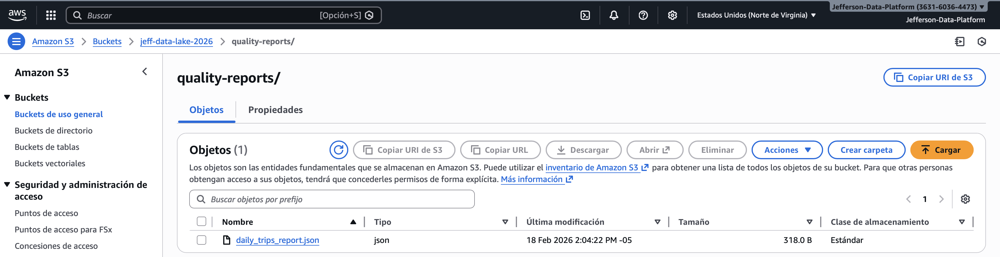 aws
Buscar
[Opción+S]
Estados Unidos (Norte de Virginia)
Jefferson-Data-Platform (3631-6036-4473)
Jefferson-Data-Platform
Amazon S3
Buckets
jeff-data-lake-2026
quality-reports/
Amazon S3
Buckets
Buckets de uso general
Buckets de directorio
Buckets de tablas
Buckets vectoriales
Seguridad y administración de
acceso
Puntos de acceso
Puntos de acceso para FSx
Concesiones de acceso
quality-reports/
Copiar URI de S3
Objetos
Propiedades
Objetos (1)
Copiar URI de S3
Copiar URL
Descargar
Abrir
Eliminar
Acciones
Crear carpeta
Cargar
Los objetos son las entidades fundamentales que se almacenan en Amazon S3. Puede utilizar el inventario de Amazon S3 para obtener una lista de todos los objetos de su bucket. Para que otras personas
obtengan acceso a sus objetos, tendrá que concederles permisos de forma explícita. Más información
Buscar objetos por prefijo
1
Nombre
Tipo
Última modificación
Tamaño
Clase de almacenamiento
daily_trips_report.json
json
18 Feb 2026 2:04:22 PM -05
318.0 B
Estándar